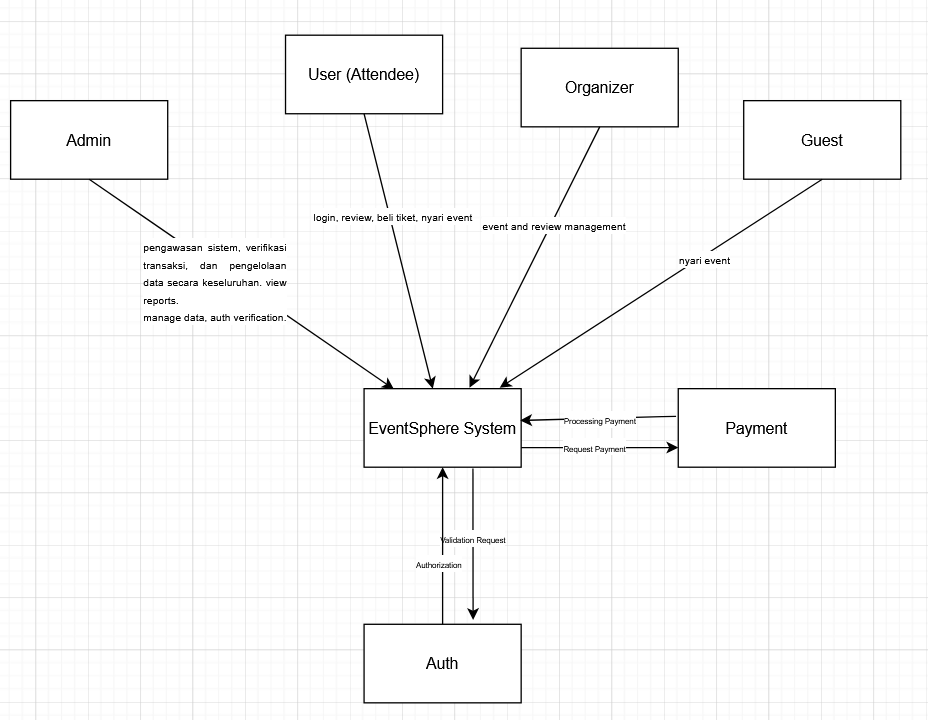 User (Attendee)
Organizer
Admin
Guest
login, review, beli tiket, nyari event
event and review management
pengawasan sistem, verifikasi
transaksi, dan pengelolaan
data secara keseluruhan. view
reports.
manage data, auth verification.
nyari event
EventSphere System
Processing Payment
Request Payment
Payment
Validation Request
Authorization
Auth